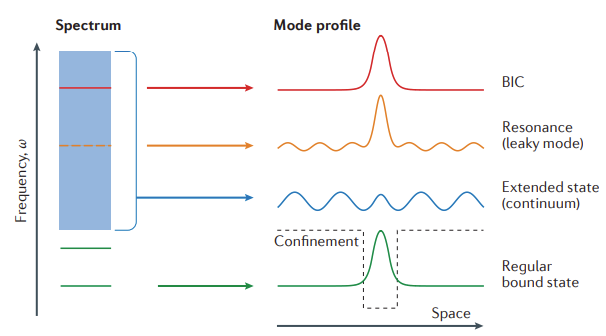 Spectrum
Mode profile
BIC
Resonance
(leaky mode)
Extended state
(continuum)
Confinement
Regular
bound state
Space
Frequency, ω